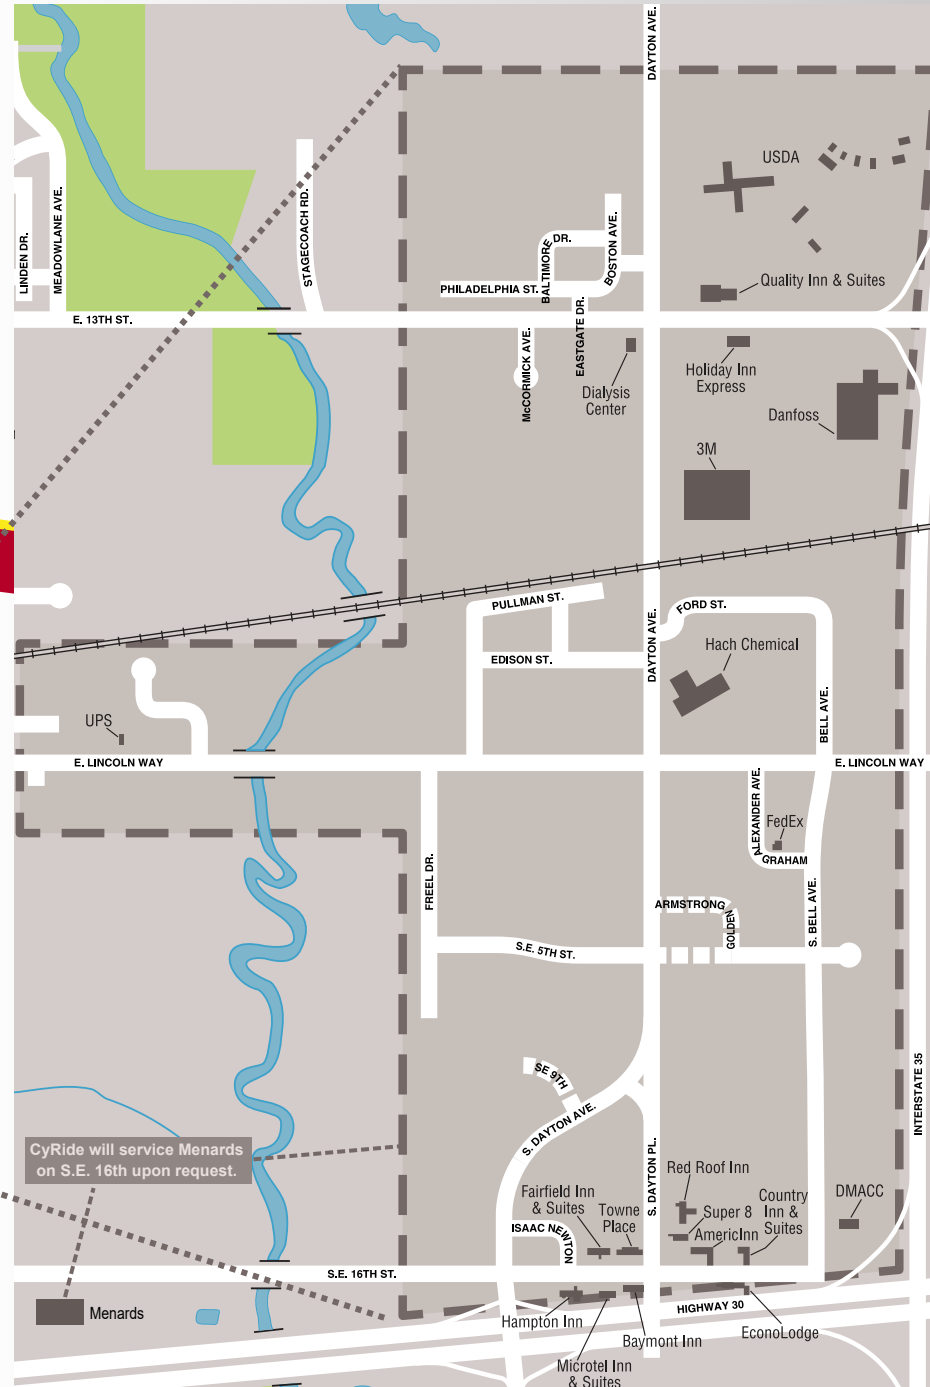 DAYTON AVE.
USDA
STAGECOACH RD.
LINDEN DR.
MEADOWLANE AVE.
BALTIMORE
DR.
BOSTON AVE.
PHILADELPHIA ST.
Quality Inn & Suites
E. 13TH ST.
McCORMICK AVE.
EASTGATE DR.
Dialysis
Center
Holiday Inn
Express
Danfoss
3M
PULLMAN ST.
FORD ST.
DAYTON AVE.
EDISON ST.
Hach Chemical
BELL AVE.
UPS
E. LINCOLN WAY
E. LINCOLN WAY
ALEXANDER AVE.
FedEx
GRAHAM
FREEL DR.
ARMSTRONG
GOLDEN
S. BELL AVE.
S.E. 5TH ST.
INTERSTATE 35
SE 9TH
S. DAYTON AVE.
CyRide will service Menards
on S.E. 16th upon request.
S. DAYTON PL.
Red Roof Inn
Fairfield Inn
& Suites
Towne
Place
Super 8
AmericInn
Country
Inn &
Suites
DMACC
ISAAC NEWTON
S.E. 16TH ST.
Menards
HIGHWAY 30
Hampton Inn
Baymont Inn
EconoLodge
Microtel Inn
& Suites